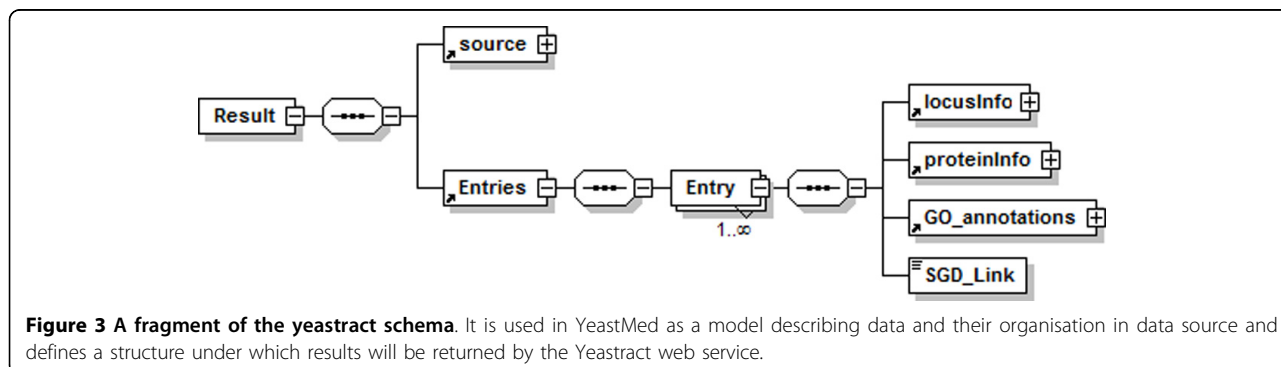 source
Result
Entries
Entry
1..∞
locusInfo
proteinInfo
GO_annotations
SGD_Link
Figure 3 A fragment of the yeastract schema. It is used in YeastMed as a model describing data and their organisation in data source and
defines a structure under which results will be returned by the Yeastract web service.